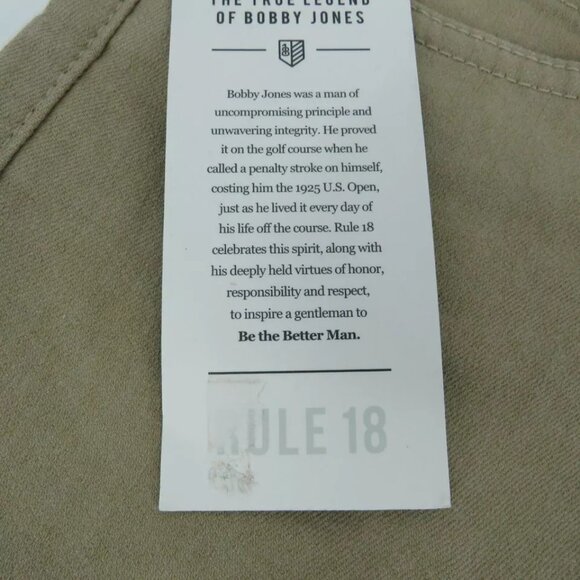 THE TRUE LEGEND
OF BOBBY JONES
Bobby Jones was a man of
uncompromising principle and
unwavering integrity. He proved
it on the golf course when he
called a penalty stroke on himself,
costing him the 1925 U.S. Open,
just as he lived it every day of
his life off the course. Rule 18
celebrates this spirit, along with
his deeply held virtues of honor,
responsibility and respect,
to inspire a gentleman to
Be the Better Man.
RULE 18